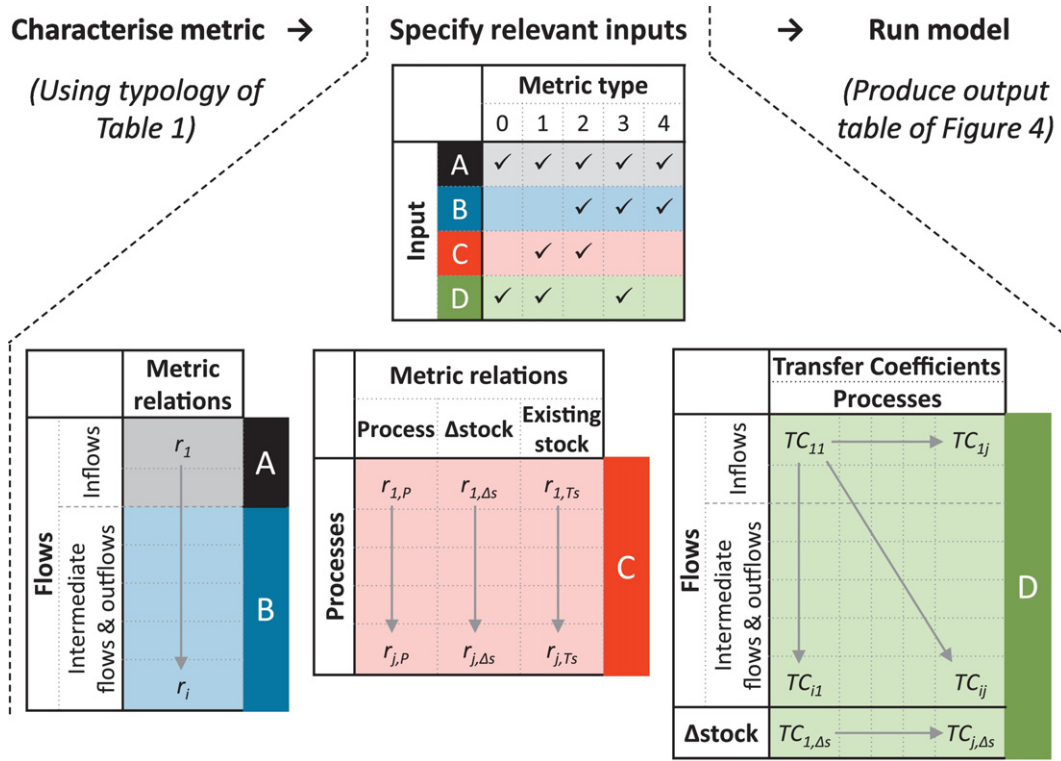 Characterise metric → Specify relevant inputs → Run model
(Using typology of
Table 1)
(Produce output
table of Figure 4)
Metric type
0 1 2 3 4
Input
A ✓ ✓ ✓ ✓ ✓
B ✓ ✓ ✓
C ✓ ✓
D ✓ ✓ ✓
Metric
relations
Flows
Inflows
Intermediate
flows & outflows
r1
ri
A
B
Metric relations
Process Δstock Existing
stock
Processes
r1,P r1,Δs r1,Ts
rj,P rj,Δs rj,Ts
C
Transfer Coefficients
Processes
Flows
Inflows
Intermediate
flows & outflows
TC11 TC1j
TCi1 TCij
Δstock TC1,Δs TCj,Δs
D